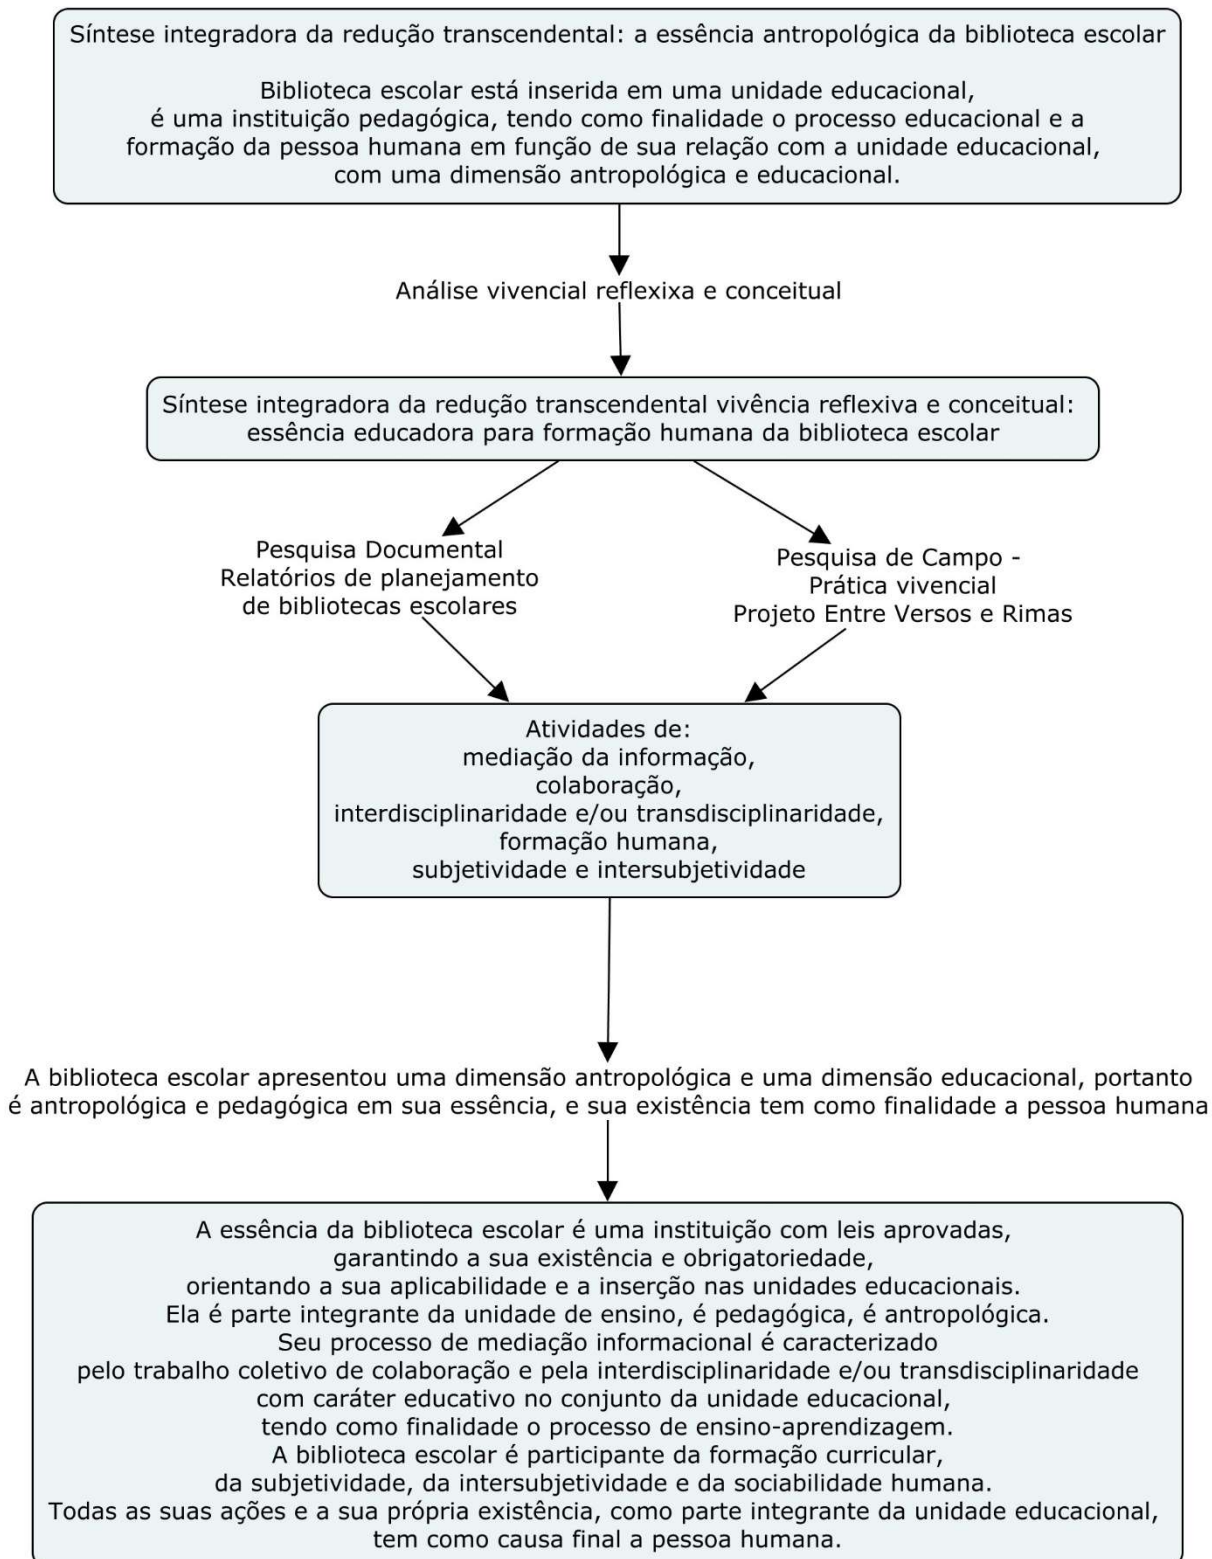 Síntese integradora da redução transcendental: a essência antropológica da biblioteca escolar
Biblioteca escolar está inserida em uma unidade educacional,
é uma instituição pedagógica, tendo como finalidade o processo educacional e a
formação da pessoa humana em função de sua relação com a unidade educacional,
com uma dimensão antropológica e educacional.
Análise vivencial reflexixa e conceitual
Síntese integradora da redução transcendental vivência reflexiva e conceitual:
essência educadora para formação humana da biblioteca escolar
Pesquisa Documental
Relatórios de planejamento
de bibliotecas escolares
Pesquisa de Campo -
Prática vivencial
Projeto Entre Versos e Rimas
Atividades de:
mediação da informação,
colaboração,
interdisciplinaridade e/ou transdisciplinaridade,
formação humana,
subjetividade e intersubjetividade
A biblioteca escolar apresentou uma dimensão antropológica e uma dimensão educacional, portanto
é antropológica e pedagógica em sua essência, e sua existência tem como finalidade a pessoa humana
A essência da biblioteca escolar é uma instituição com leis aprovadas,
garantindo a sua existência e obrigatoriedade,
orientando a sua aplicabilidade e a inserção nas unidades educacionais.
Ela é parte integrante da unidade de ensino, é pedagógica, é antropológica.
Seu processo de mediação informacional é caracterizado
pelo trabalho coletivo de colaboração e pela interdisciplinaridade e/ou transdisciplinaridade
com caráter educativo no conjunto da unidade educacional,
tendo como finalidade o processo de ensino-aprendizagem.
A biblioteca escolar é participante da formação curricular,
da subjetividade, da intersubjetividade e da sociabilidade humana.
Todas as suas ações e a sua própria existência, como parte integrante da unidade educacional,
tem como causa final a pessoa humana.